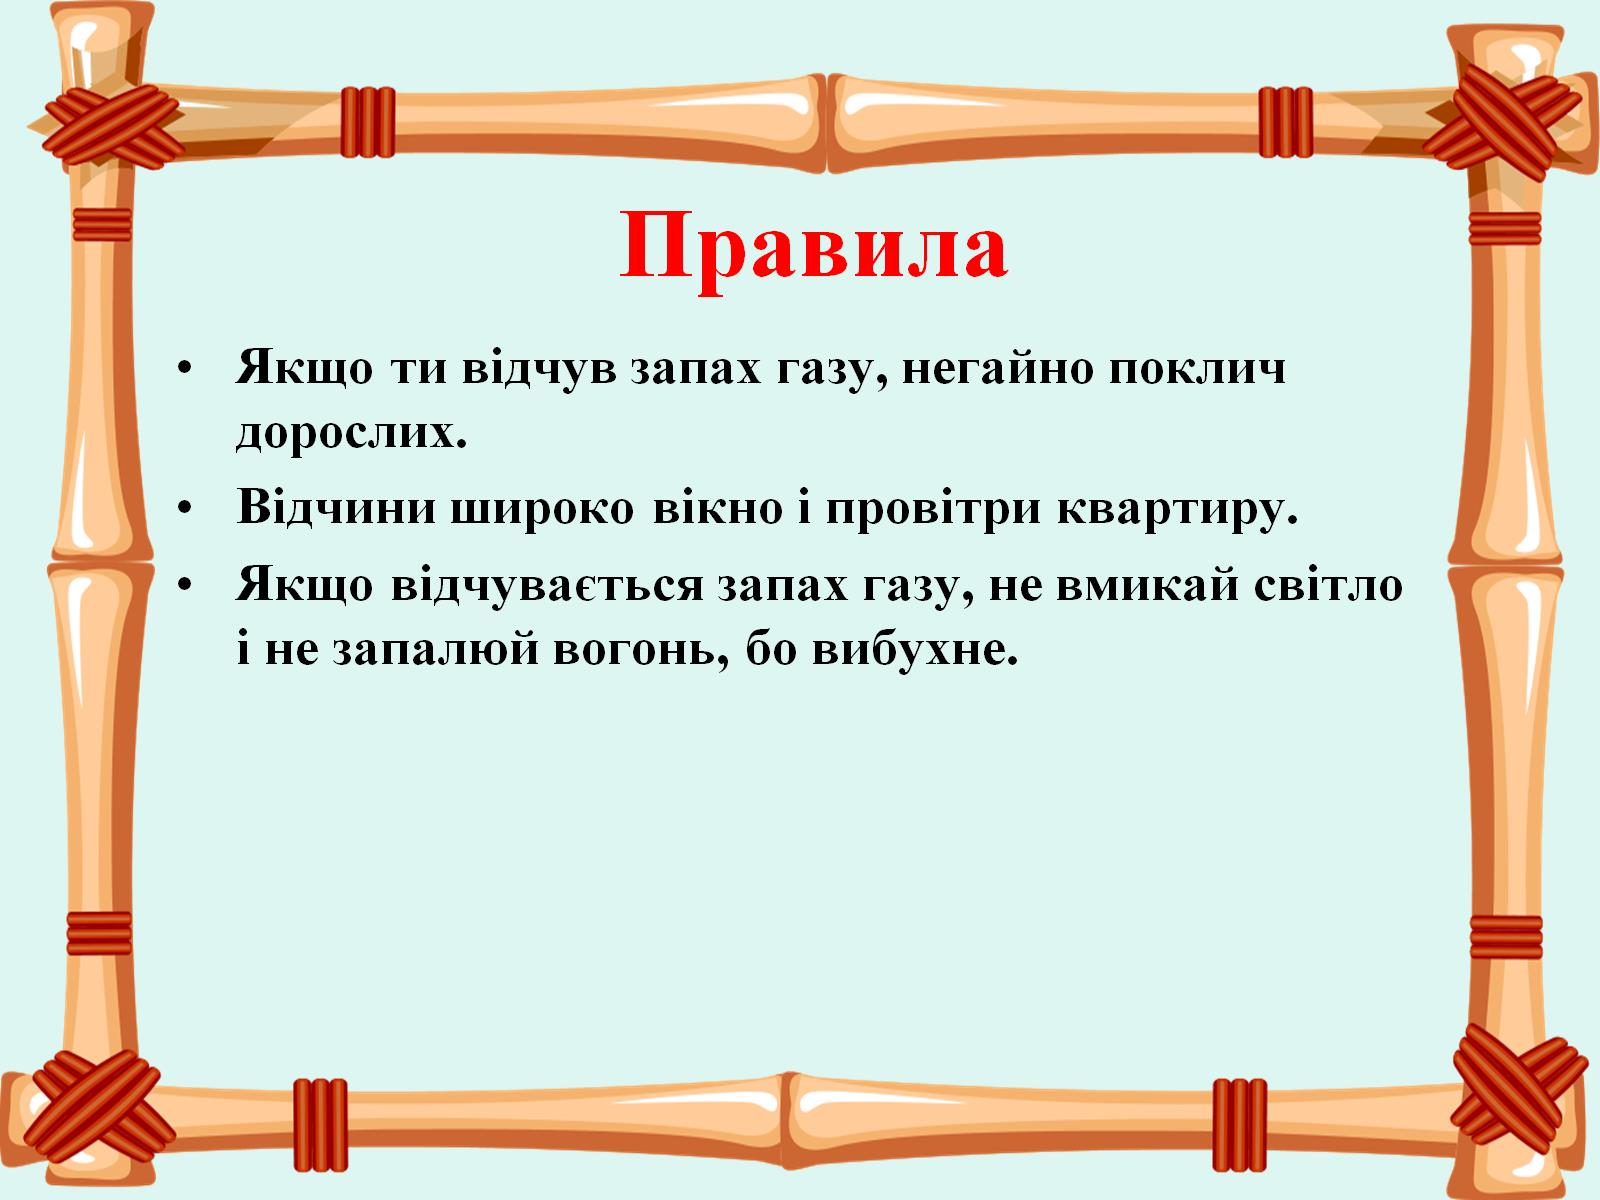 Правила
• Якщо ти відчув запах газу, негайно поклич
дорослих.
• Відчини широко вікно і провітри квартиру.
• Якщо відчувається запах газу, не вмикай світло
і не запалюй вогонь, бо вибухне.